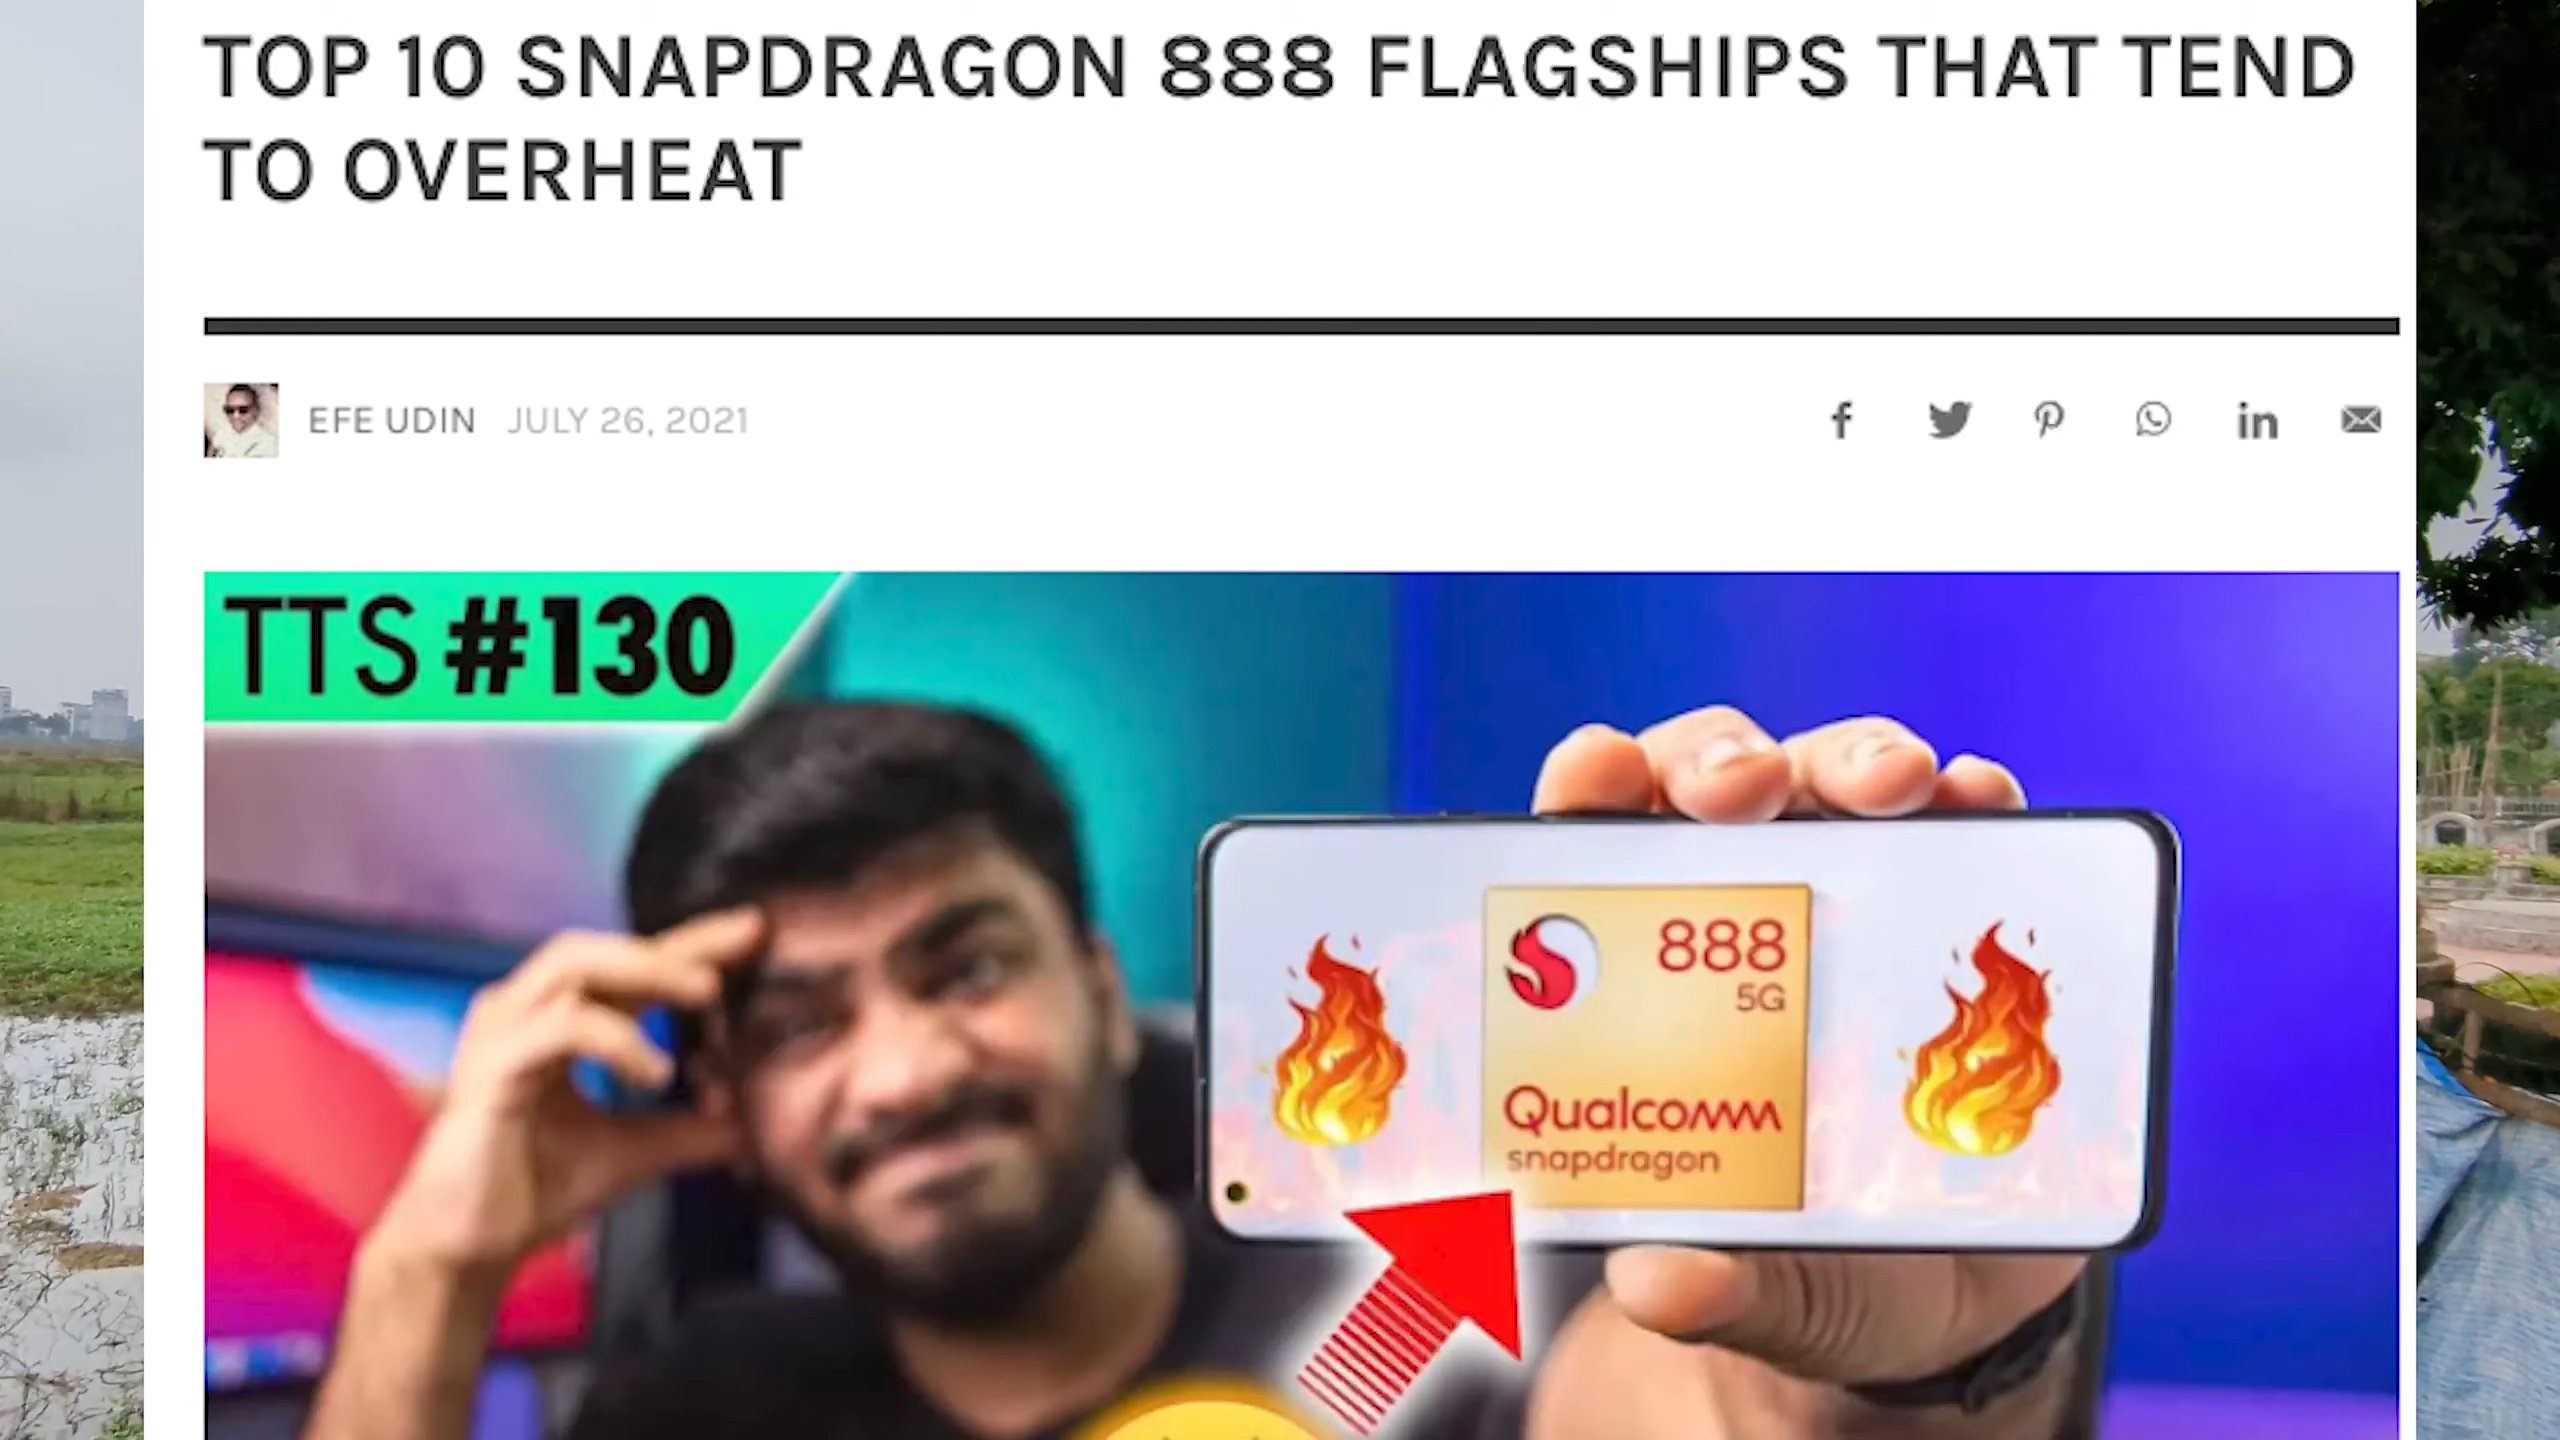 TOP 10 SNAPDRAGON 888 FLAGSHIPS THAT TEND
TO OVERHEAT
EFE UDIN JULY 26, 2021
TTS #130
888
5G
Qualcomm
snapdragon